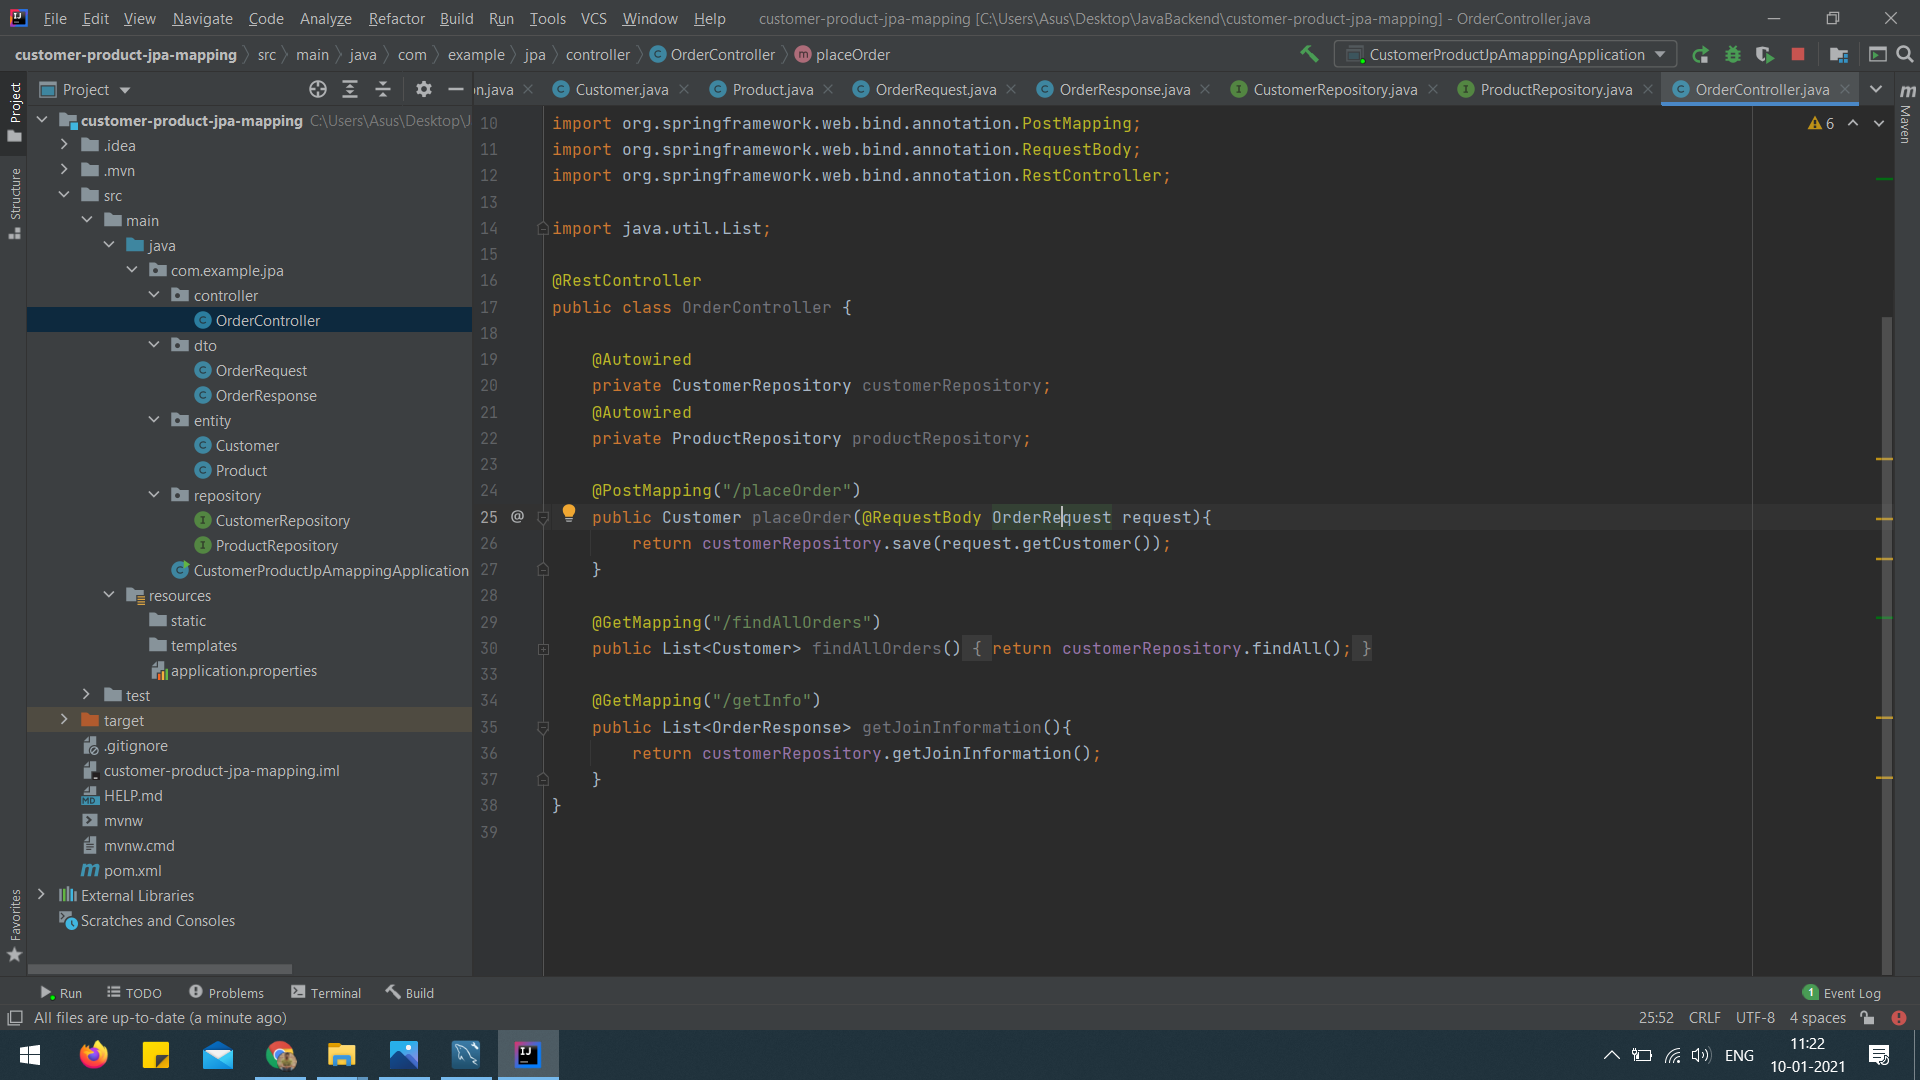 File Edit View Navigate Code Analyze Refactor Build Run Tools VCS Window Help customer-product-jpa-mapping [C:\Users\Asus\Desktop\JavaBackend\customer-product-jpa-mapping] - OrderController.java
customer-product-jpa-mapping src main java com example jpa controller OrderController placeOrder CustomerProductJpAmappingApplication
Project
n.java Customer.java Product.java OrderRequest.java OrderResponse.java CustomerRepository.java ProductRepository.java OrderController.java
Project
Structure
Favorites
Maven
customer-product-jpa-mapping C:\Users\Asus\Desktop\J
.idea
.mvn
src
main
java
com.example.jpa
controller
OrderController
dto
OrderRequest
OrderResponse
entity
Customer
Product
repository
CustomerRepository
ProductRepository
CustomerProductJpAmappingApplication
resources
static
templates
application.properties
test
target
.gitignore
customer-product-jpa-mapping.iml
HELP.md
mvnw
mvnw.cmd
pom.xml
External Libraries
Scratches and Consoles
6
10 import org.springframework.web.bind.annotation.PostMapping;
11 import org.springframework.web.bind.annotation.RequestBody;
12 import org.springframework.web.bind.annotation.RestController;
13
14 import java.util.List;
15
16 @RestController
17 public class OrderController {
18
19 @Autowired
20 private CustomerRepository customerRepository;
21 @Autowired
22 private ProductRepository productRepository;
23
24 @PostMapping("/placeOrder")
25 @ public Customer placeOrder(@RequestBody OrderRequest request){
26 return customerRepository.save(request.getCustomer());
27 }
28
29 @GetMapping("/findAllOrders")
30 public List<Customer> findAllOrders() { return customerRepository.findAll(); }
33
34 @GetMapping("/getInfo")
35 public List<OrderResponse> getJoinInformation(){
36 return customerRepository.getJoinInformation();
37 }
38 }
39
Run TODO Problems Terminal Build 1 Event Log
All files are up-to-date (a minute ago) 25:52 CRLF UTF-8 4 spaces
ENG 11:22
10-01-2021